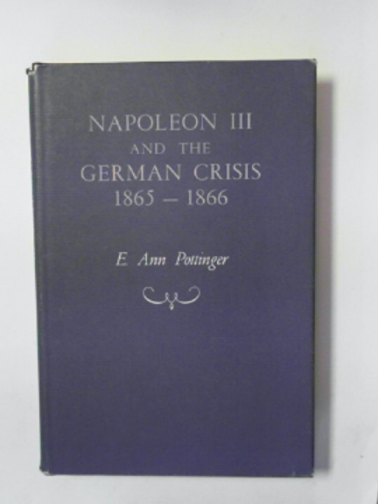 NAPOLEON III
AND THE
GERMAN CRISIS
1865 – 1866
E. Ann Pottinger